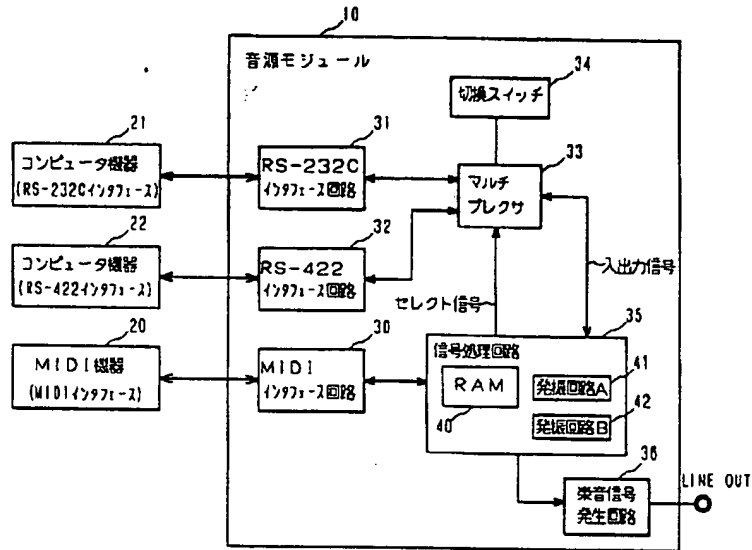 10
音源モジュール
34
切換スイッチ
21
コンピュータ機器
(RS-232Cインタフェース)
31
RS-232C
インタフェース回路
33
マルチ
プレクサ
22
コンピュータ機器
(RS-422インタフェース)
32
RS-422
インタフェース回路
セレクト信号
入出力信号
20
MIDI機器
(MIDIインタフェース)
30
MIDI
インタフェース回路
35
信号処理回路
RAM
40
発振回路A
41
発振回路B
42
36
楽音信号
発生回路
LINE OUT